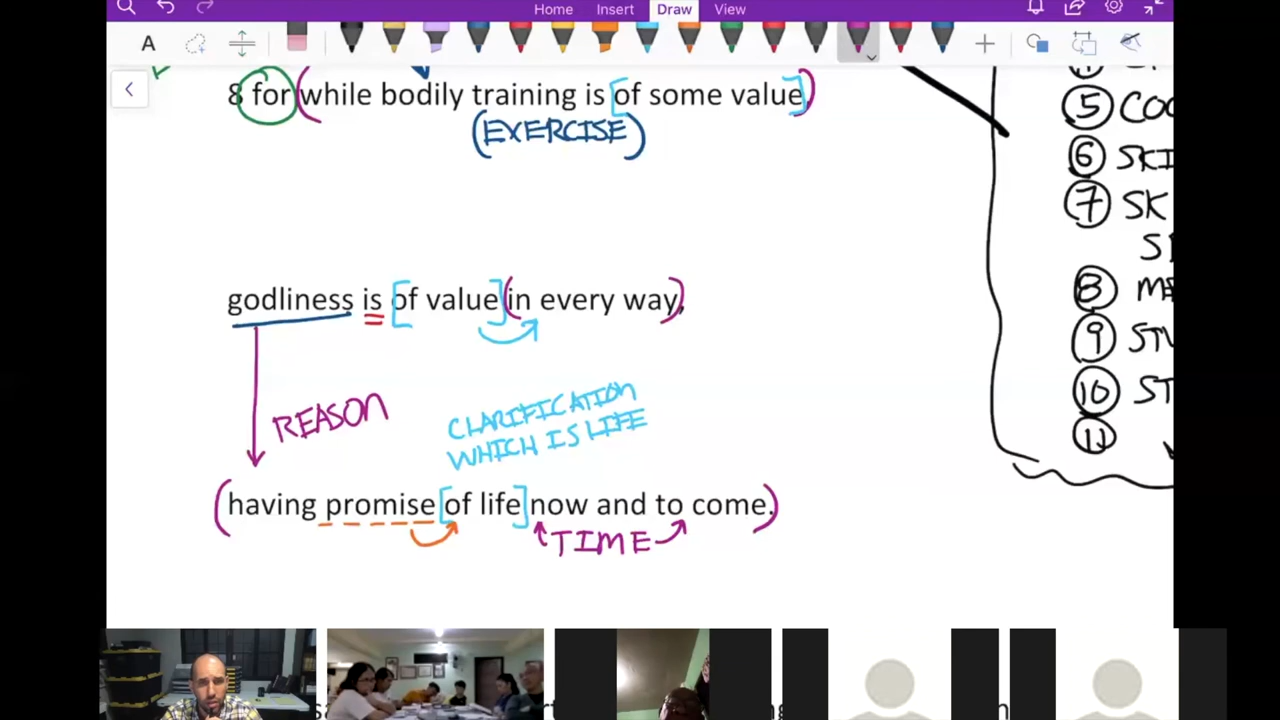 Home Insert Draw View
A
8 for (while bodily training is [of some value],)
(EXERCISE)
godliness is [of value] (in every way),
REASON
CLARIFICATION
WHICH IS LIFE
(having promise [of life] now and to come.)
TIME
5 COO
6 SKI
7 SK
8
9 STU
10 ST
11